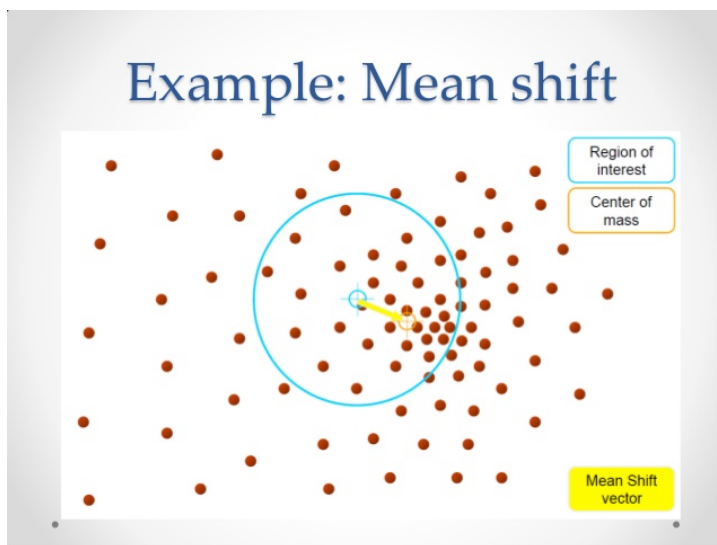 Example: Mean shift
Region of
interest
Center of
mass
Mean Shift
vector